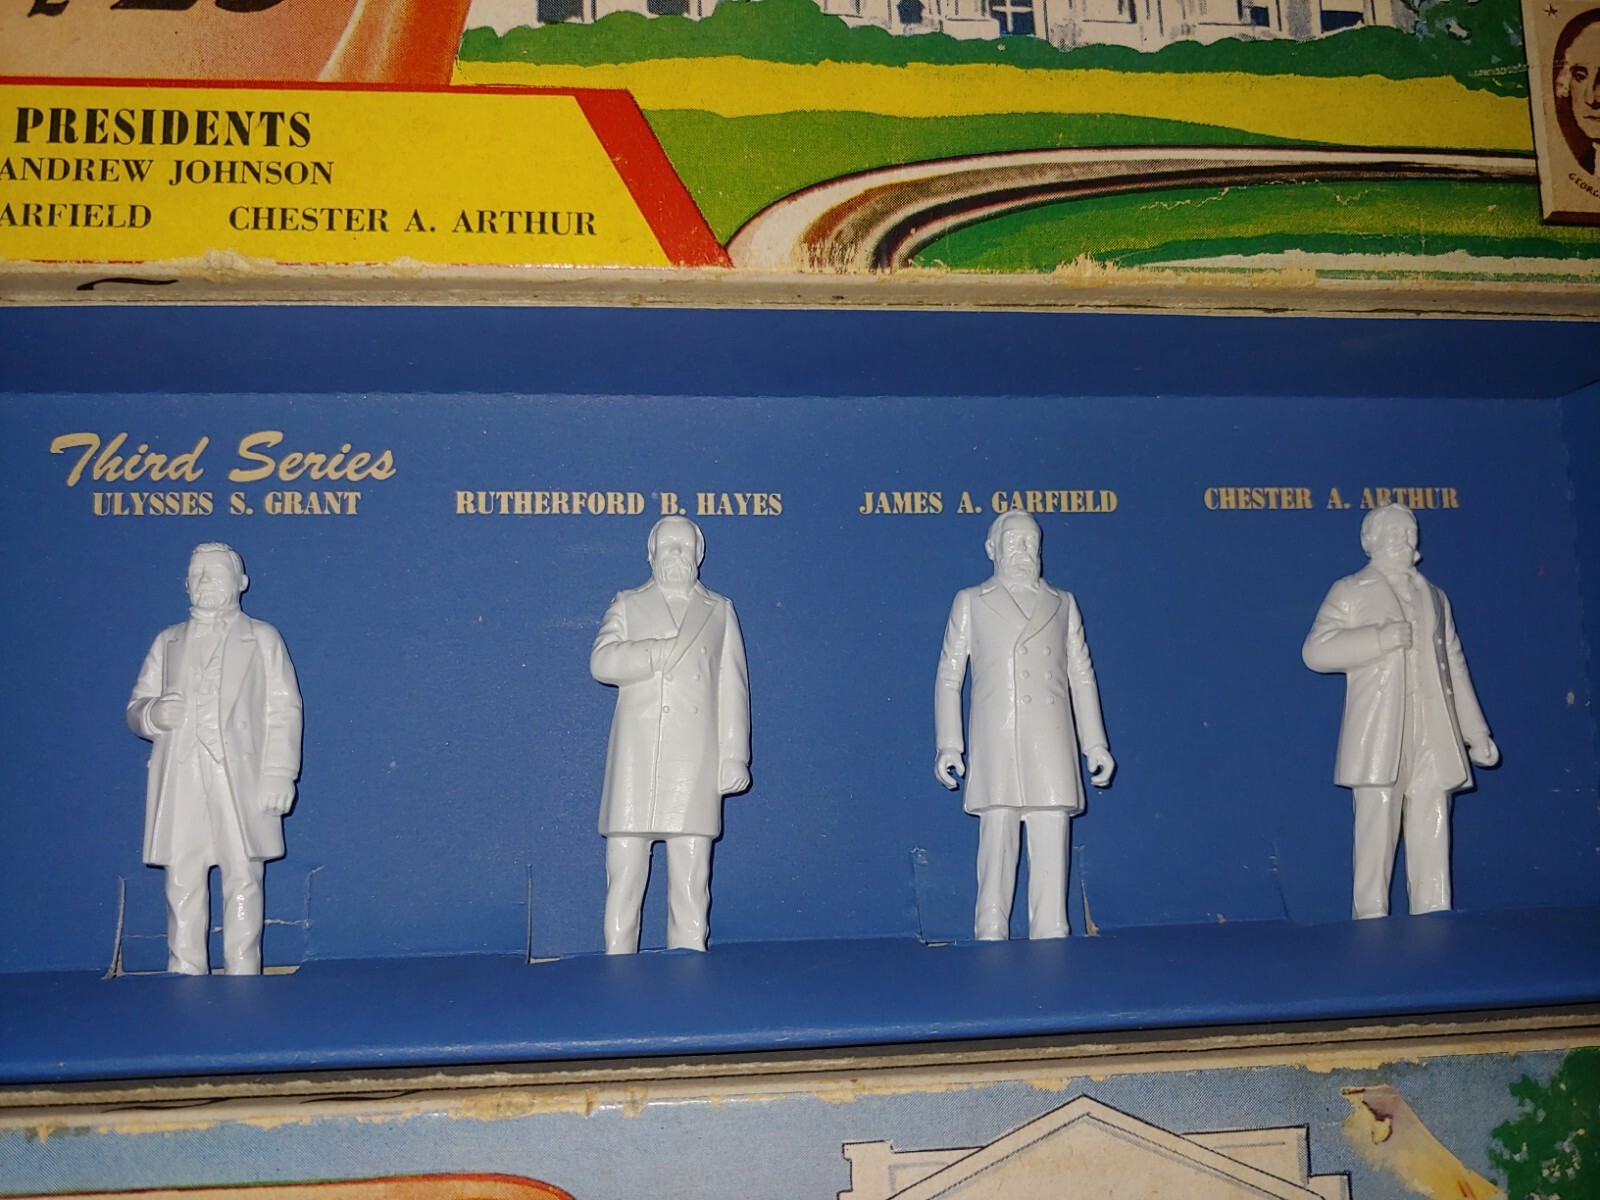 PRESIDENTS
ANDREW JOHNSON
ARFIELD CHESTER A. ARTHUR
Third Series
ULYSSES S. GRANT RUTHERFORD B. HAYES JAMES A. GARFIELD CHESTER A. ARTHUR